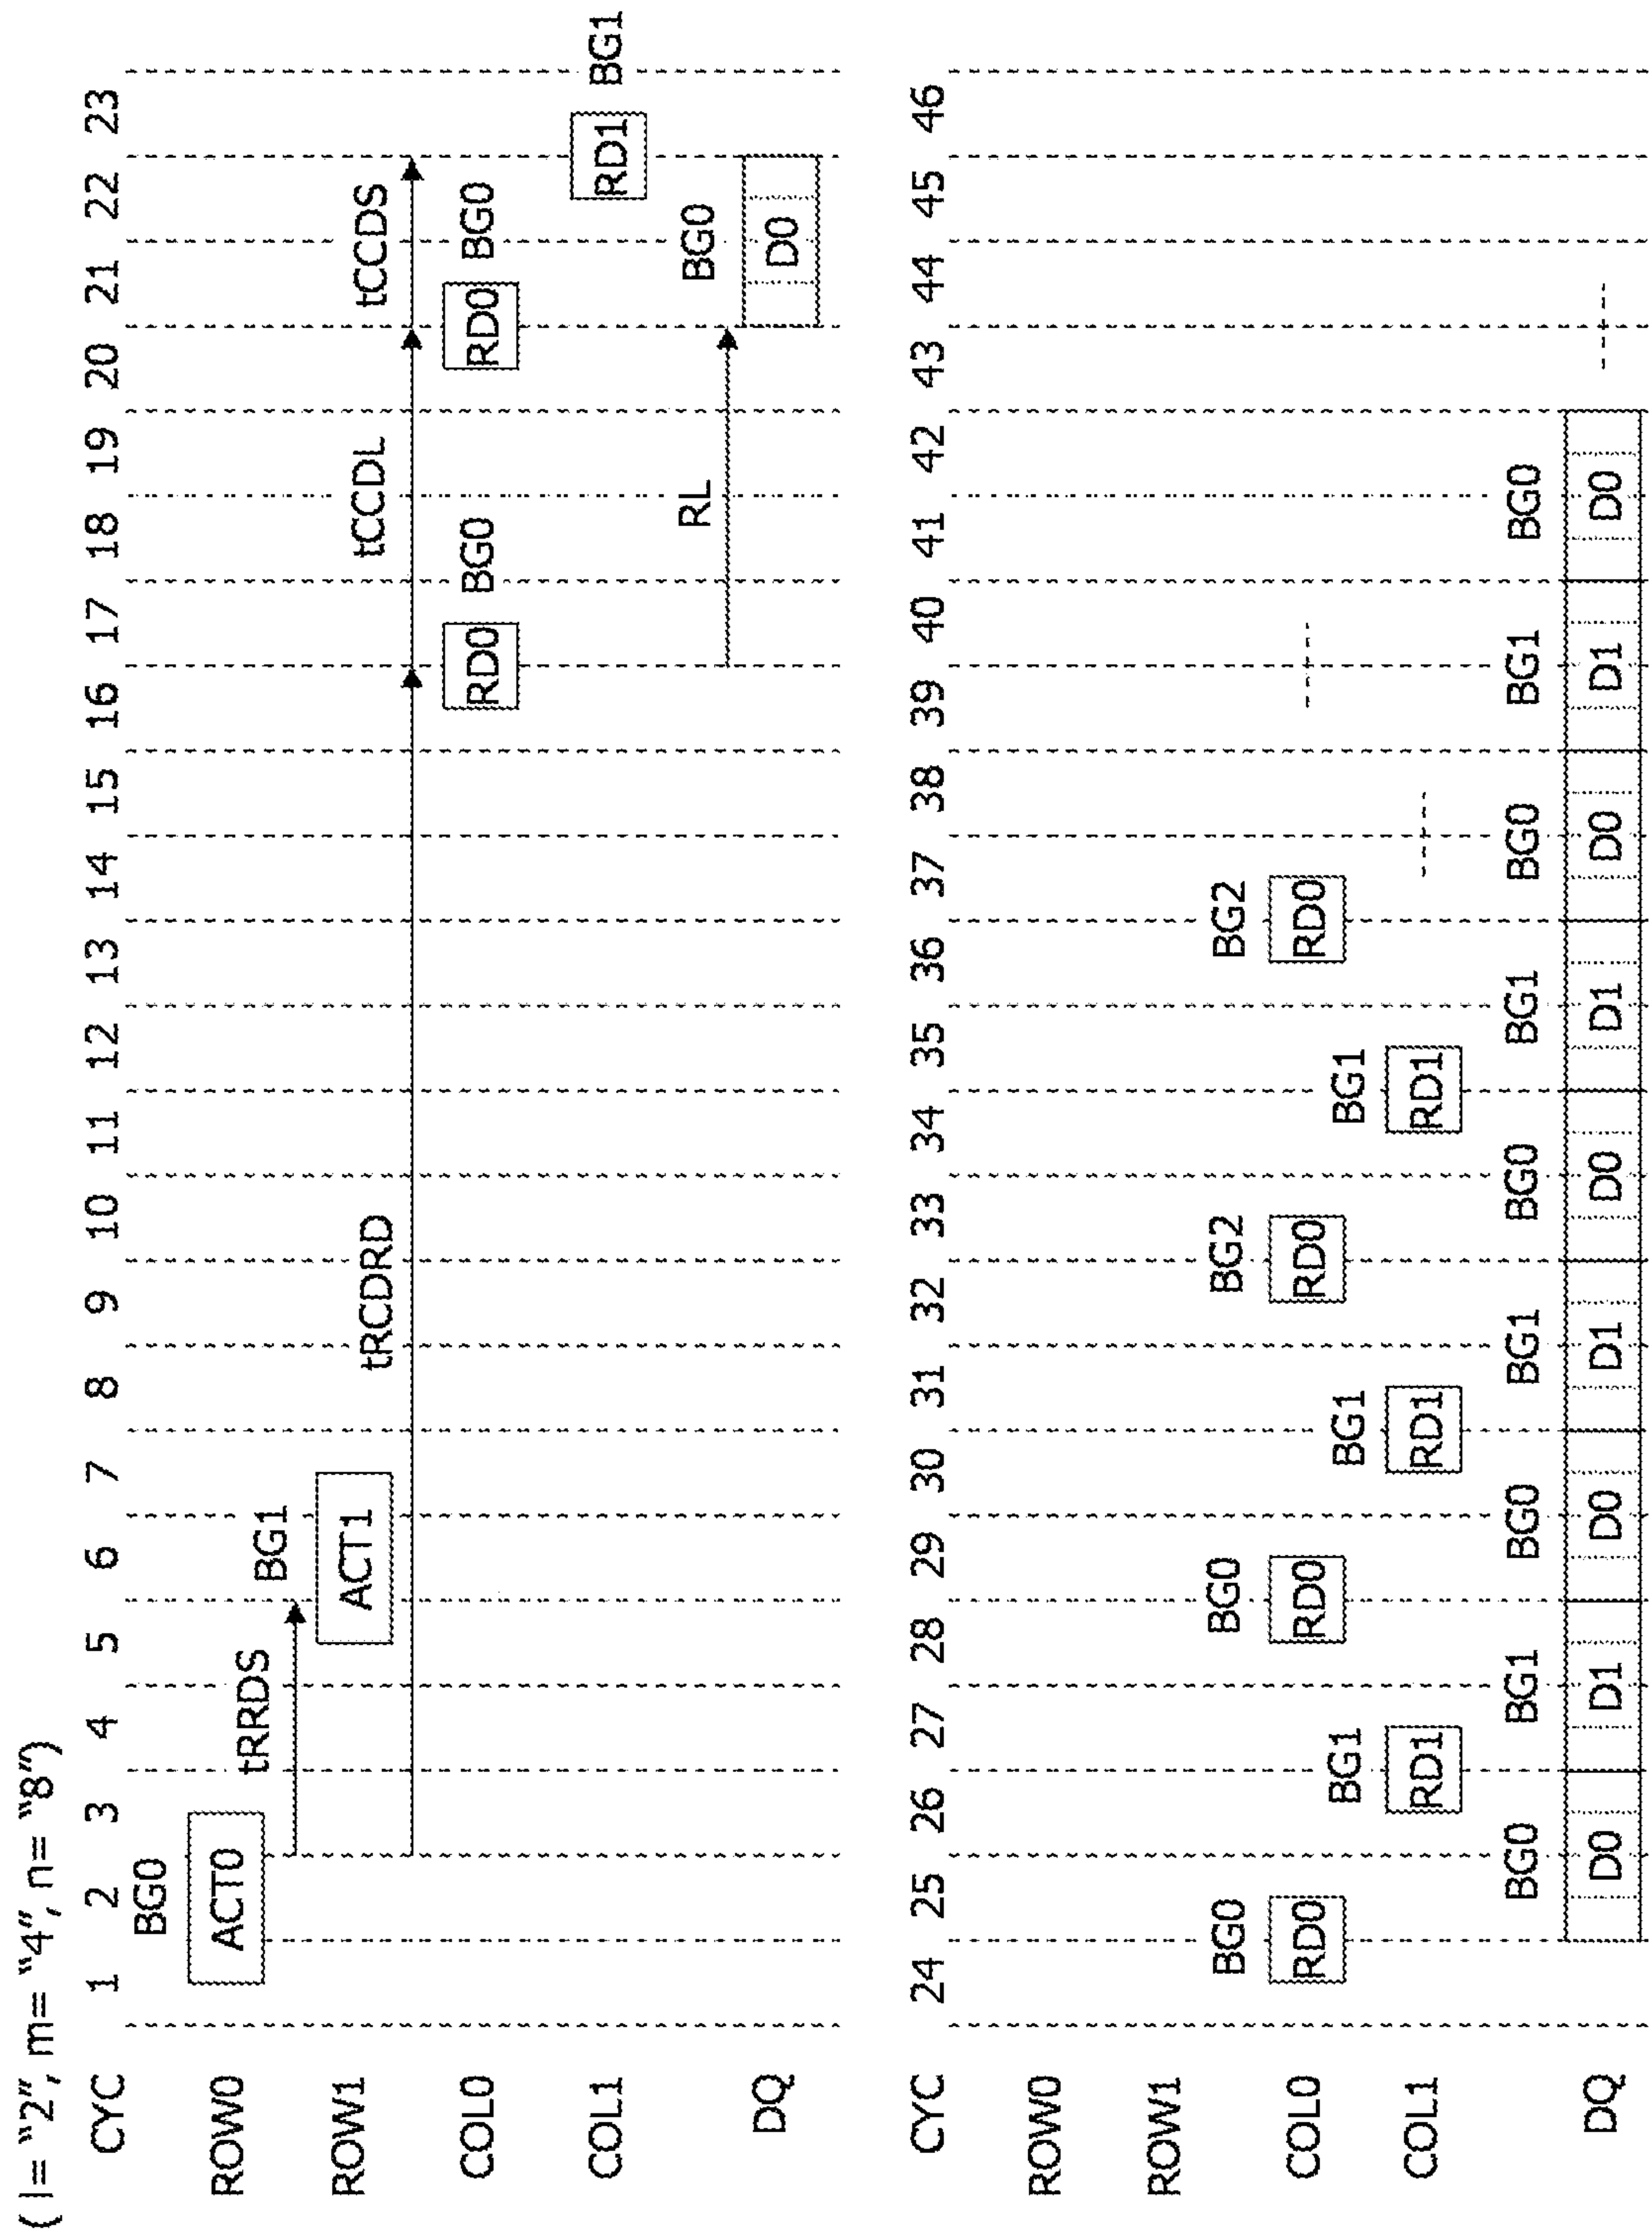 ( l= “2”, m= “4”, n= “8”)
CYC 1 2 3 4 5 6 7 8 9 10 11 12 13 14 15 16 17 18 19 20 21 22 23
BG0
ROW0 ACT0
tRRDS BG1
ROW1 ACT1
tRCDRD tCCDL tCCDS
COL0 RD0 BG0 RD0 BG0
COL1 RD1 BG1
RL BG0
DQ D0
CYC 24 25 26 27 28 29 30 31 32 33 34 35 36 37 38 39 40 41 42 43 44 45 46
ROW0
ROW1
BG0 BG0 BG2 BG2
COL0 RD0 RD0 RD0 RD0
BG1 BG1 BG1
COL1 RD1 RD1 RD1
BG0 BG1 BG0 BG1 BG0 BG1 BG0 BG1 BG0
DQ D0 D1 D0 D1 D0 D1 D0 D1 D0